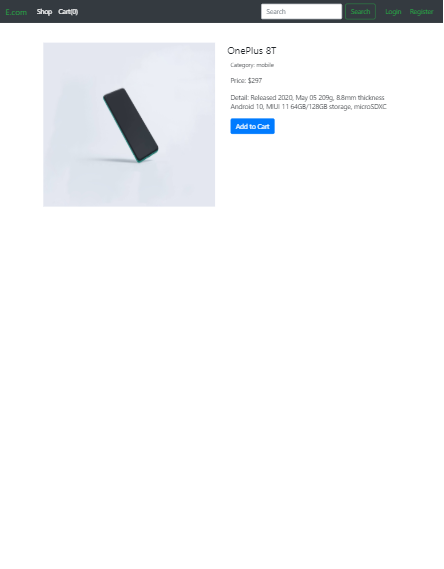 E.com Shop Cart(0) Search Search Login Register
OnePlus 8T
Category: mobile
Price: $297
Detail: Released 2020, May 05 209g, 8.8mm thickness
Android 10, MIUI 11 64GB/128GB storage, microSDXC
Add to Cart